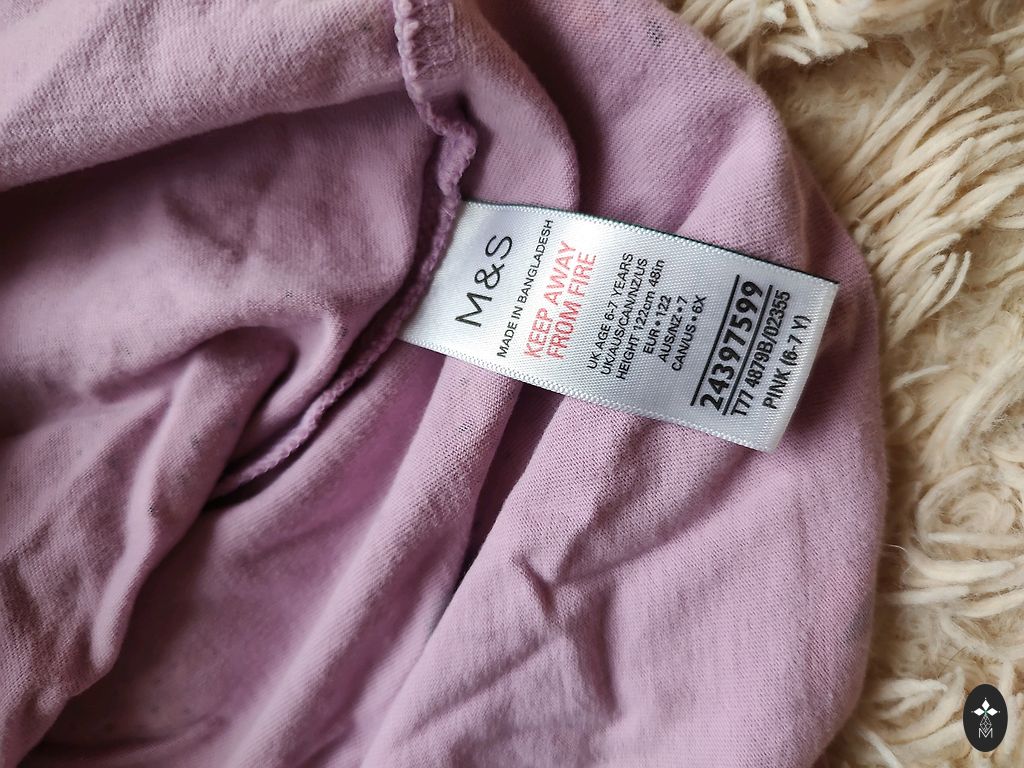 M&S
MADE IN BANGLADESH
KEEP AWAY
FROM FIRE
UK AGE 6-7 YEARS
UK/AUS/CAN/NZ/US
HEIGHT 122cm 48in
EUR • 122
AUS/NZ • 7
CAN/US • 6X
24397599
T77 4879B/02355
PINK (6-7 Y)
M